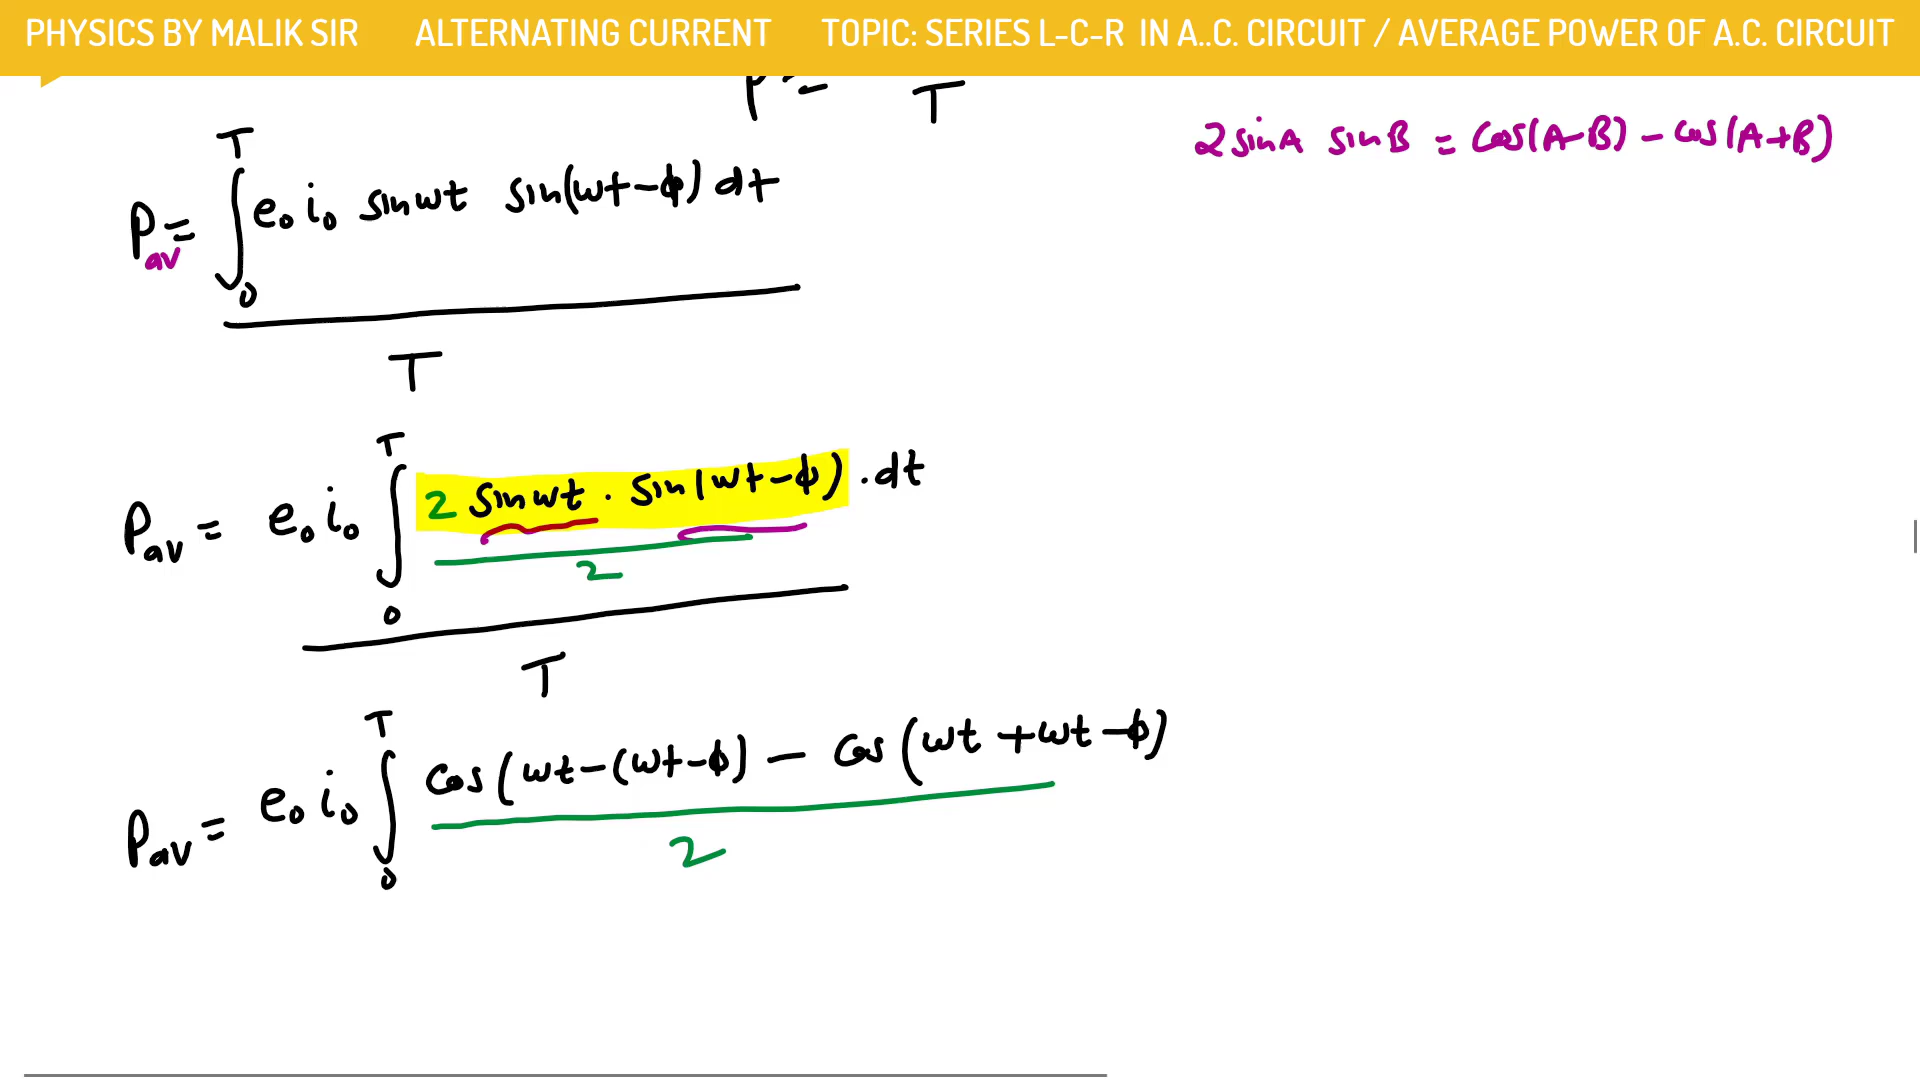 PHYSICS BY MALIK SIR ALTERNATING CURRENT TOPIC: SERIES L-C-R IN A..C. CIRCUIT / AVERAGE POWER OF A.C. CIRCUIT
P =
T
2 sinA sinB = cos(A-B) - cos(A+B)
T
Pav = ∫ e₀ i₀ sinωt sin(ωt-ϕ) dt
0
T
T
Pav = e₀ i₀ ∫ 2 sinωt . sin(ωt-ϕ) . dt
2
0
T
T
Pav = e₀ i₀ ∫ cos(ωt-(ωt-ϕ) - cos(ωt+ωt-ϕ)
2
0